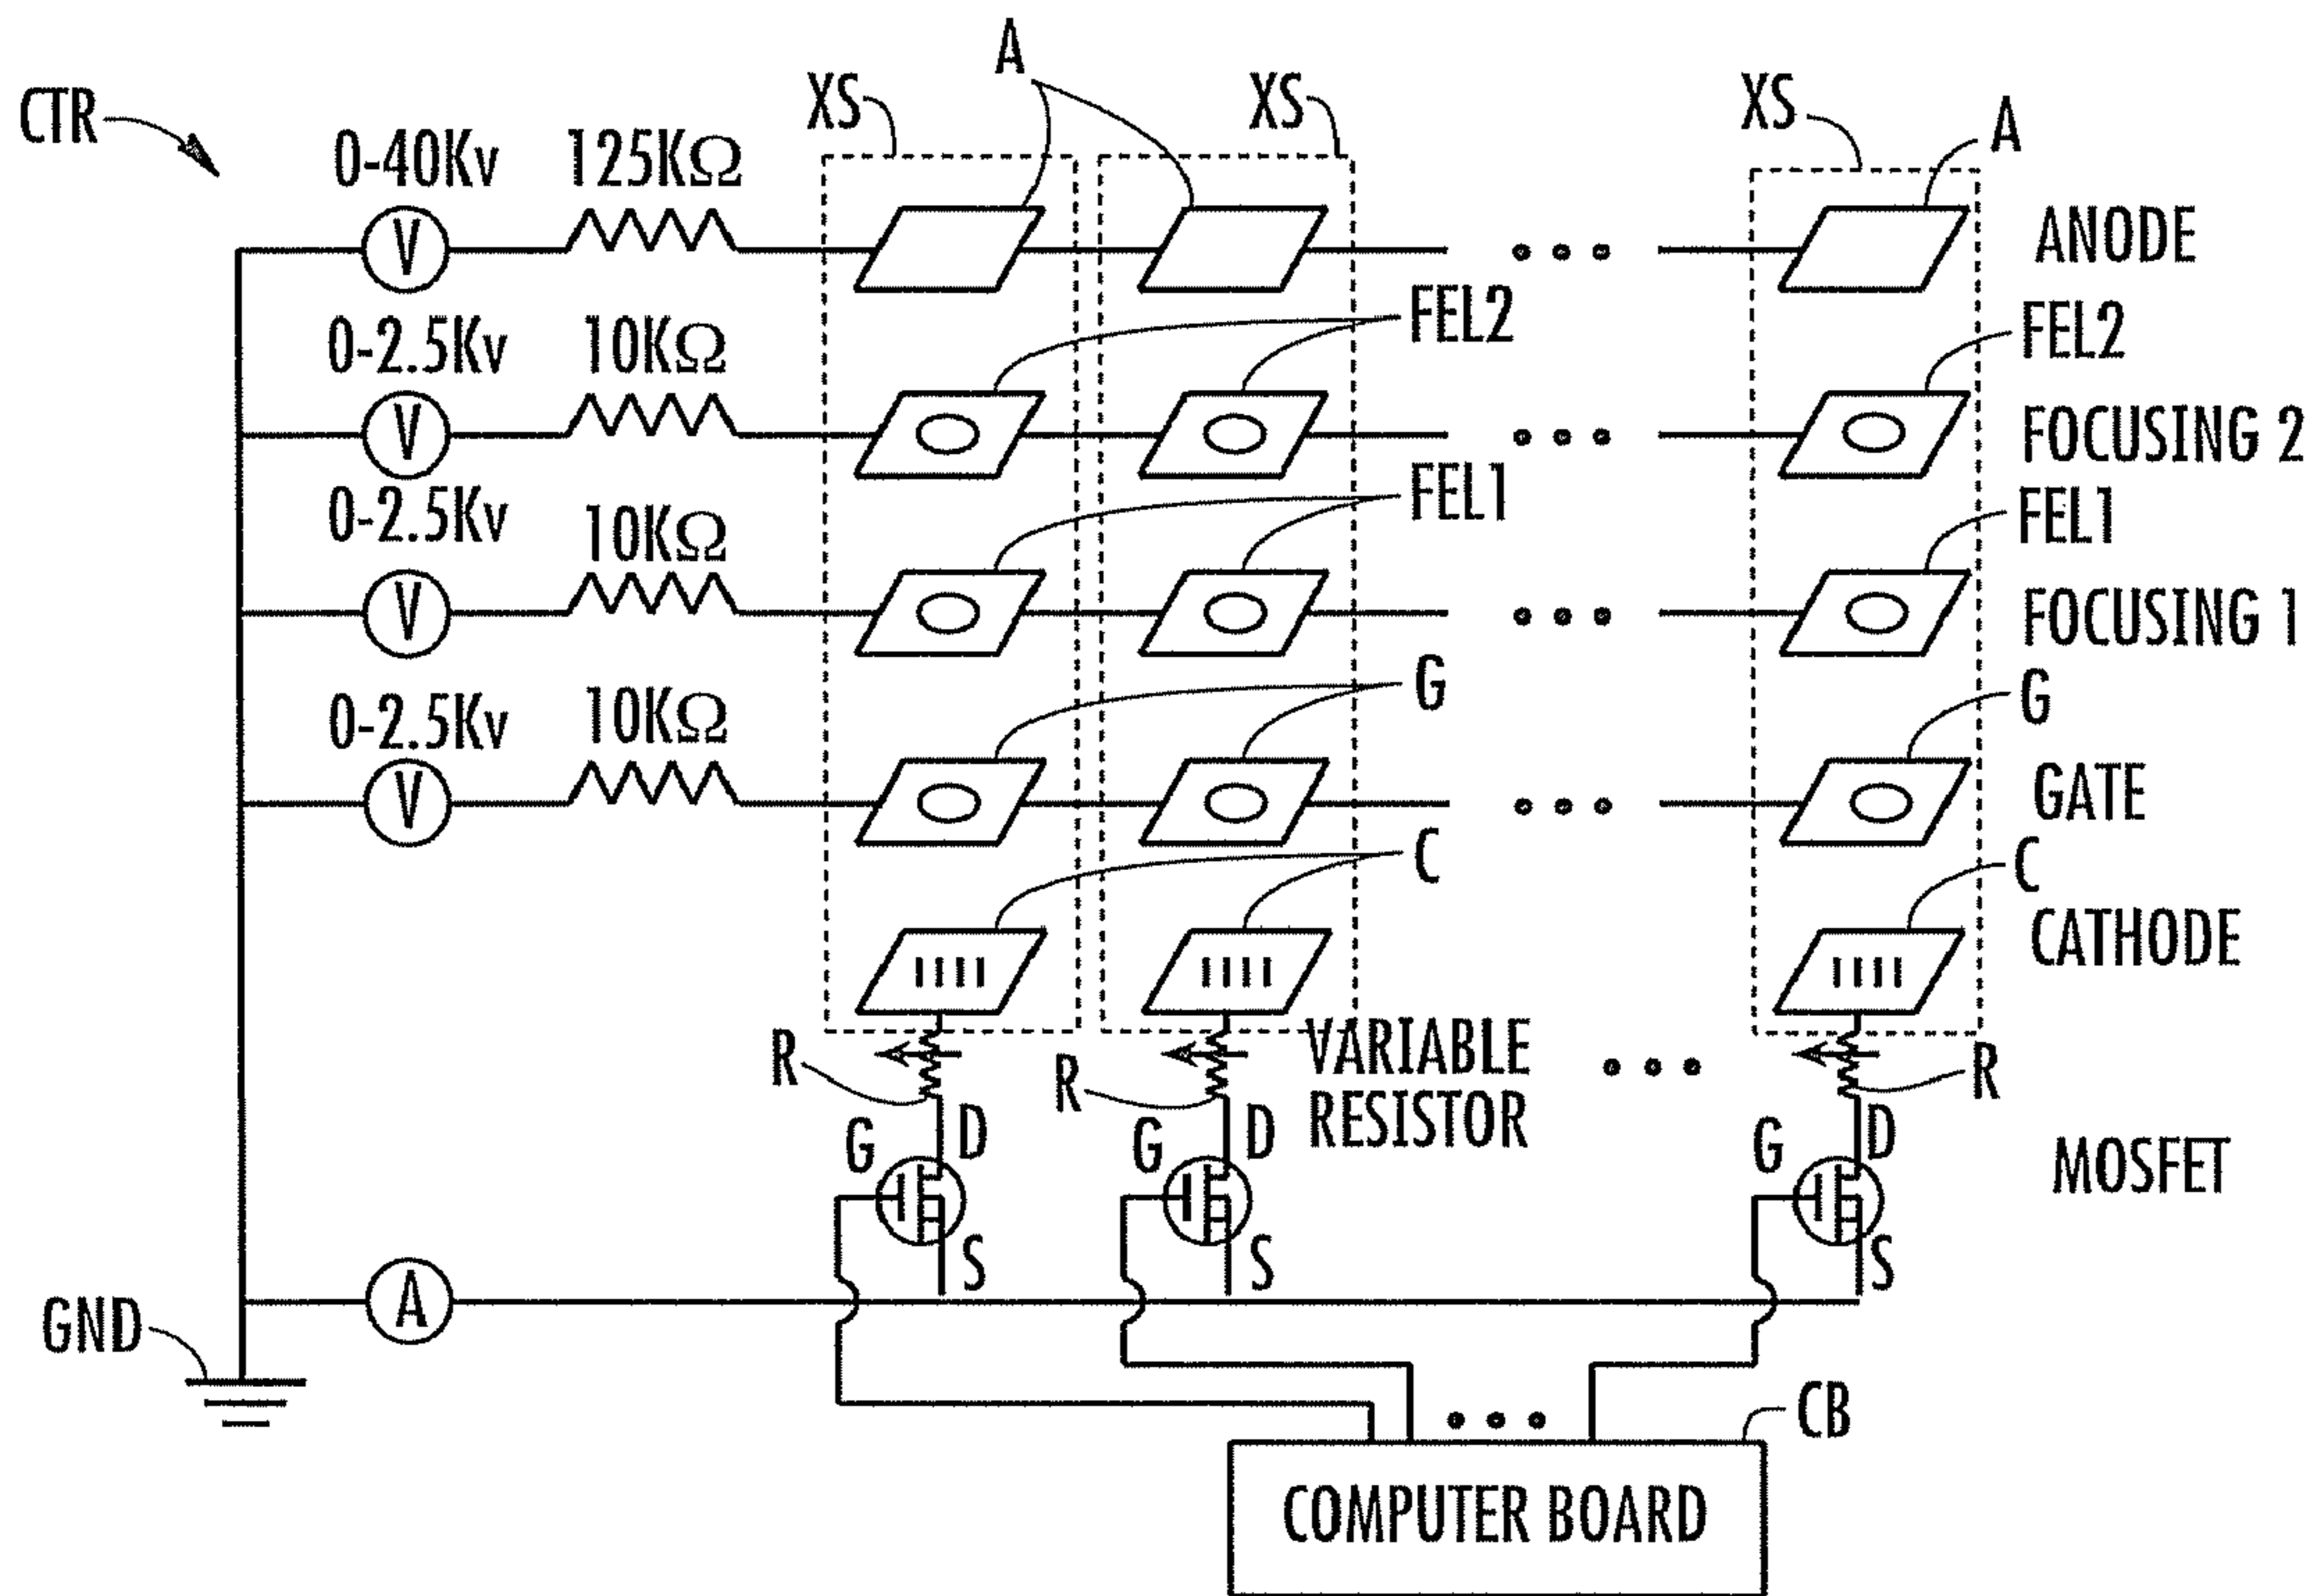 A
XS
XS
XS
A
CTR
0-40Kv
125KΩ
V
ANODE
FEL2
FEL2
0-2.5Kv
10KΩ
V
FOCUSING 2
FEL1
FEL1
0-2.5Kv
10KΩ
V
FOCUSING 1
G
G
0-2.5Kv
10KΩ
V
GATE
C
C
CATHODE
R
R
VARIABLE
RESISTOR
R
G
D
G
D
G
D
MOSFET
S
S
S
A
GND
CB
COMPUTER BOARD